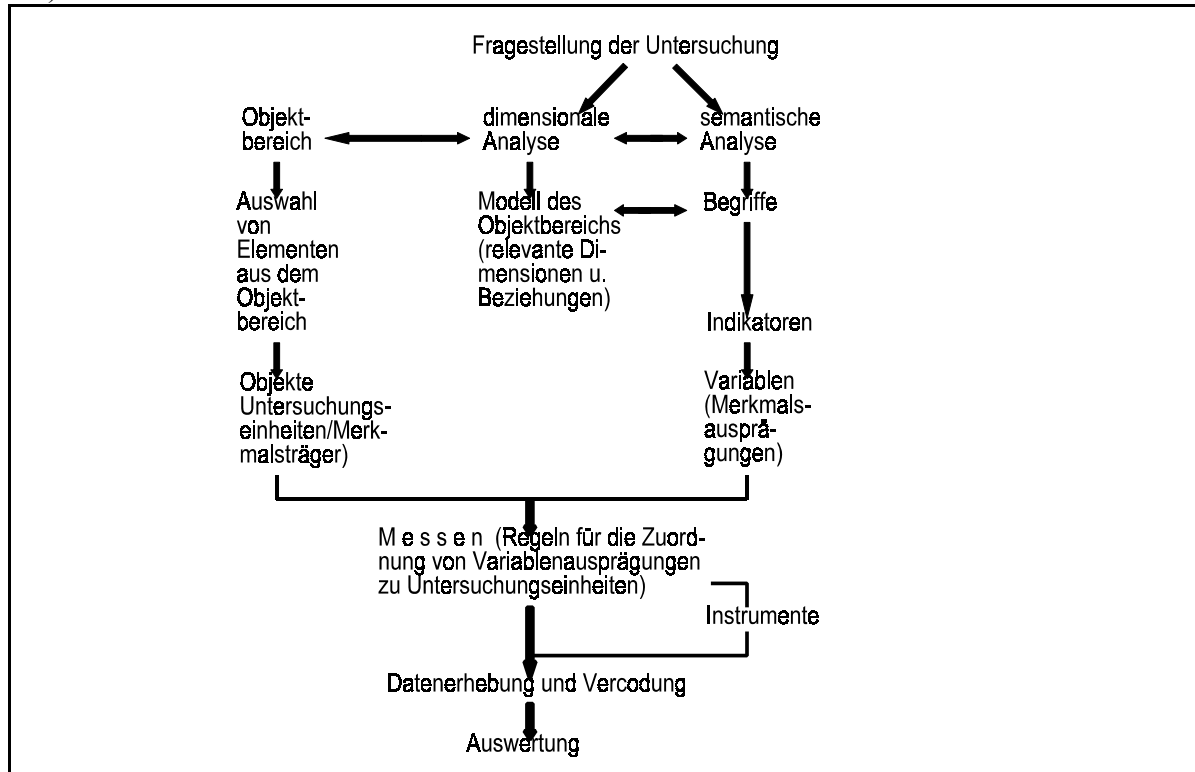 Fragestellung der Untersuchung
Objekt-
bereich
dimensionale
Analyse
semantische
Analyse
Auswahl
von
Elementen
aus dem
Objekt-
bereich
Modell des
Objektbereichs
(relevante Di-
mensionen u.
Beziehungen)
Begriffe
Indikatoren
Objekte
Untersuchungs-
einheiten/Merk-
malsträger)
Variablen
(Merkmals-
ausprä-
gungen)
M e s s e n (Regeln für die Zuord-
nung von Variablenausprägungen
zu Untersuchungseinheiten)
Instrumente
Datenerhebung und Vercodung
Auswertung